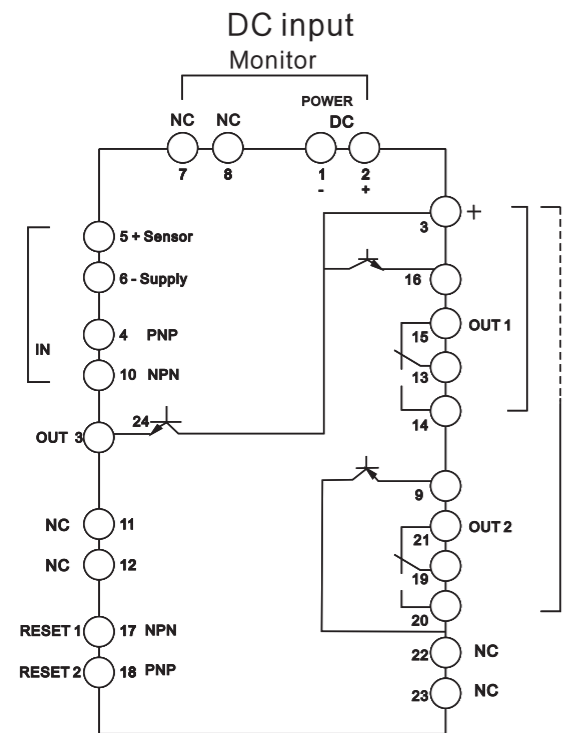 DC input
Monitor
POWER
NC NC DC
7 8 1 2
- +
5 + Sensor
6 - Supply
4 PNP
IN
10 NPN
OUT 3
24
NC 11
NC 12
RESET 1 17 NPN
RESET 2 18 PNP
3 +
16
15 OUT 1
13
14
9
21 OUT 2
19
20
22 NC
23 NC